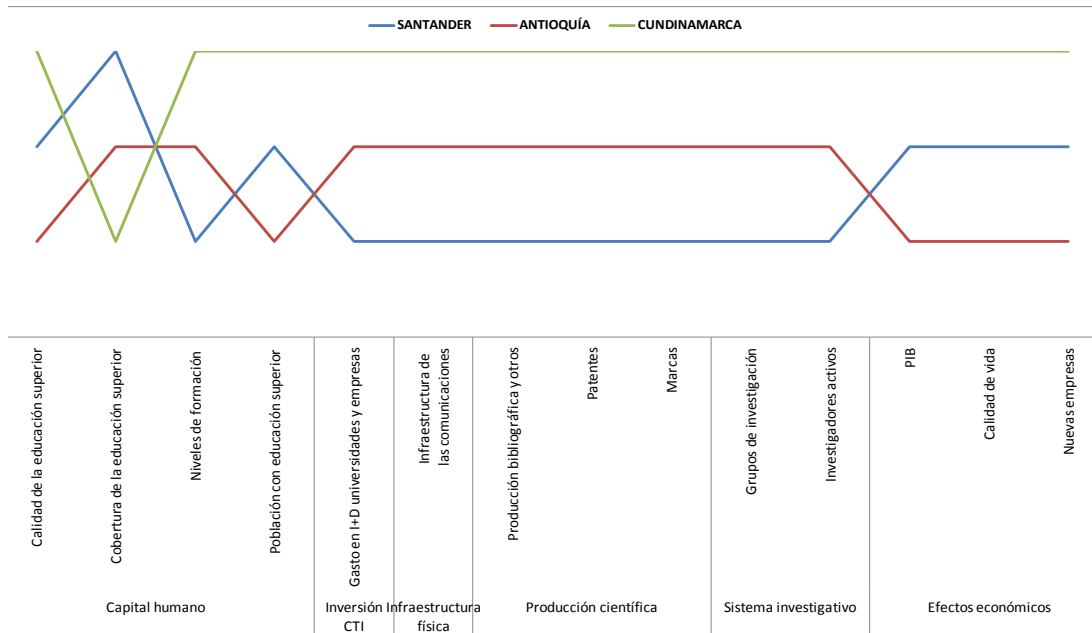 SANTANDER
ANTIOQUÍA
CUNDINAMARCA
Calidad de la educación superior
Cobertura de la educación superior
Niveles de formación
Población con educación superior
Gasto en I+D universidades y empresas
Infraestructura de
las comunicaciones
Producción bibliográfica y otros
Patentes
Marcas
Grupos de investigación
Investigadores activos
PIB
Calidad de vida
Nuevas empresas
Capital humano
Inversión
CTI
Infraestructura
física
Producción científica
Sistema investigativo
Efectos económicos